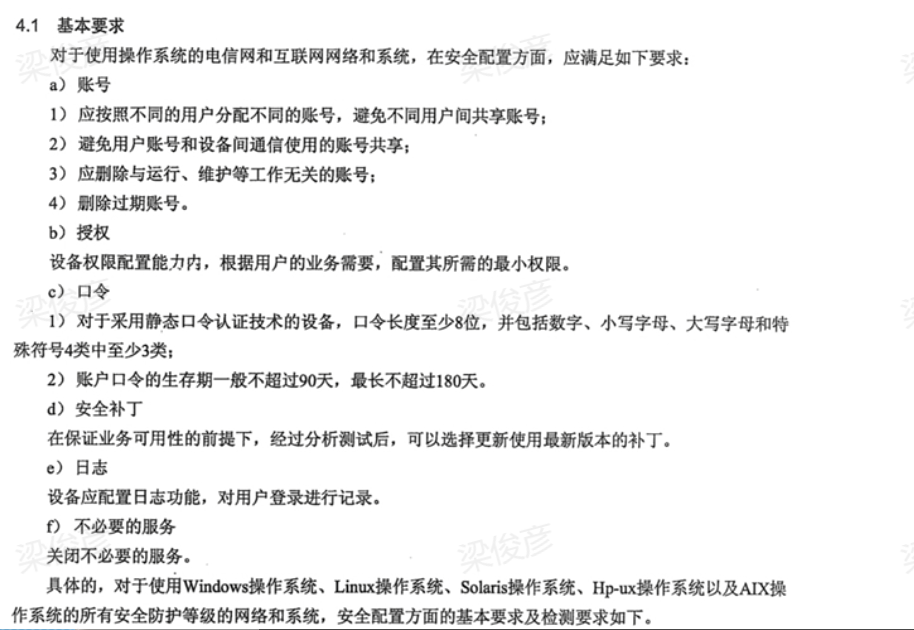 4.1 基本要求
对于使用操作系统的电信网和互联网网络和系统，在安全配置方面，应满足如下要求：
a）账号
1）应按照不同的用户分配不同的账号，避免不同用户间共享账号；
2）避免用户账号和设备间通信使用的账号共享；
3）应删除与运行、维护等工作无关的账号；
4）删除过期账号。
b）授权
设备权限配置能力内，根据用户的业务需要，配置其所需的最小权限。
c）口令
1）对于采用静态口令认证技术的设备，口令长度至少8位，并包括数字、小写字母、大写字母和特
殊符号4类中至少3类；
2）账户口令的生存期一般不超过90天，最长不超过180天。
d）安全补丁
在保证业务可用性的前提下，经过分析测试后，可以选择更新使用最新版本的补丁。
e）日志
设备应配置日志功能，对用户登录进行记录。
f）不必要的服务
关闭不必要的服务。
具体的，对于使用Windows操作系统、Linux操作系统、Solaris操作系统、Hp-ux操作系统以及AIX操
作系统的所有安全防护等级的网络和系统，安全配置方面的基本要求及检测要求如下。
梁俊彦
梁俊彦
梁俊彦
梁俊彦
梁俊彦
梁俊彦